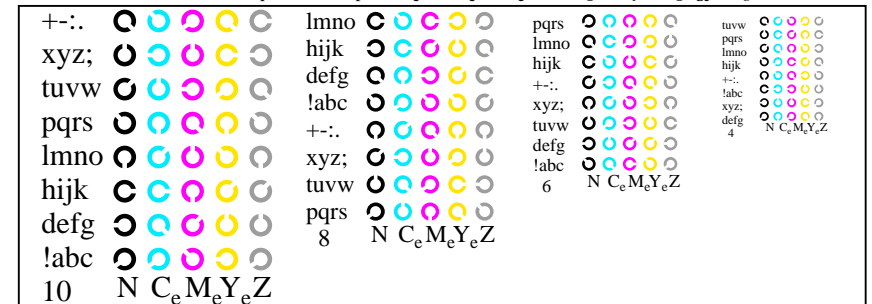 +-:.
xyz;
tuvw
pqrs
lmno
hijk
defg
!abc
10 N CeMeYeZ
lmno
hijk
defg
!abc
+-:.
xyz;
tuvw
pqrs
8 N CeMeYeZ
pqrs
lmno
hijk
+-:.
xyz;
tuvw
defg
!abc
6 N CeMeYeZ
tuvw
pqrs
lmno
hijk
+-:.
!abc
xyz;
defg
4 N CeMeYeZ